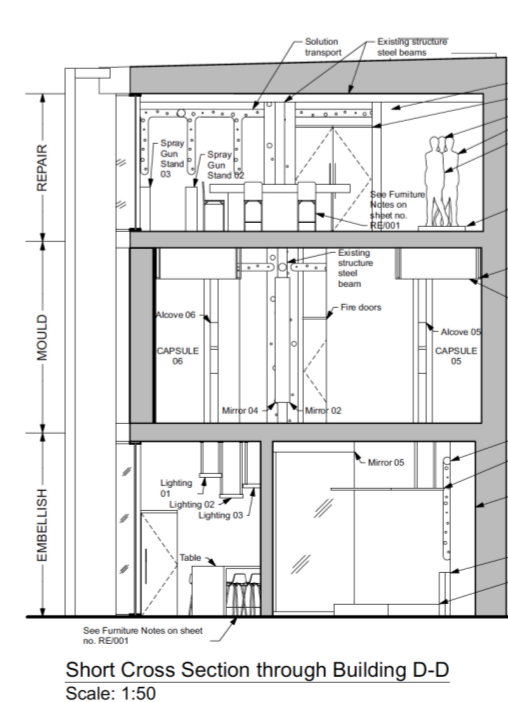 Solution
transport
Existing structure
steel beams
REPAIR
Spray
Gun
Stand
03
Spray
Gun
Stand 02
See Furniture
Notes on
sheet no.
RE/001
MOULD
Existing
structure
steel
beam
Fire doors
Alcove 06
Alcove 05
CAPSULE
06
CAPSULE
05
Mirror 04
Mirror 02
EMBELLISH
Mirror 05
Lighting
01
Lighting 02
Lighting 03
Table
See Furniture Notes on sheet
no. RE/001
Short Cross Section through Building D-D
Scale: 1:50